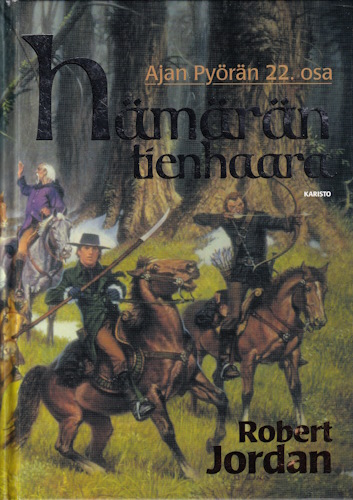 Ajan Pyörän 22. osa
Hämärän
tienhaara
KARISTO
Robert
Jordan